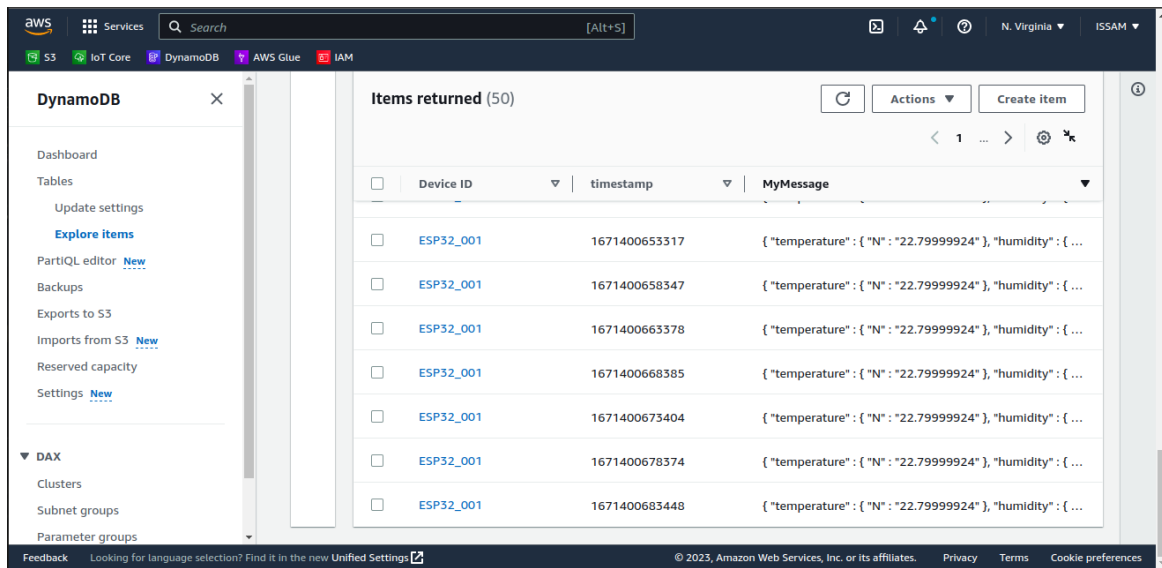 aws Services Search [Alt+S] N. Virginia ▼ ISSAM ▼
S3 IoT Core DynamoDB AWS Glue IAM
DynamoDB
Dashboard
Tables
Update settings
Explore items
PartiQL editor New
Backups
Exports to S3
Imports from S3 New
Reserved capacity
Settings New
▼ DAX
Clusters
Subnet groups
Parameter groups
Items returned (50) Actions ▼ Create item
< 1 ... >
Device ID timestamp MyMessage
ESP32_001 1671400653317 { "temperature" : { "N" : "22.79999924" }, "humidity" : { ...
ESP32_001 1671400658347 { "temperature" : { "N" : "22.79999924" }, "humidity" : { ...
ESP32_001 1671400663378 { "temperature" : { "N" : "22.79999924" }, "humidity" : { ...
ESP32_001 1671400668385 { "temperature" : { "N" : "22.79999924" }, "humidity" : { ...
ESP32_001 1671400673404 { "temperature" : { "N" : "22.79999924" }, "humidity" : { ...
ESP32_001 1671400678374 { "temperature" : { "N" : "22.79999924" }, "humidity" : { ...
ESP32_001 1671400683448 { "temperature" : { "N" : "22.79999924" }, "humidity" : { ...
Feedback Looking for language selection? Find it in the new Unified Settings © 2023, Amazon Web Services, Inc. or its affiliates. Privacy Terms Cookie preferences